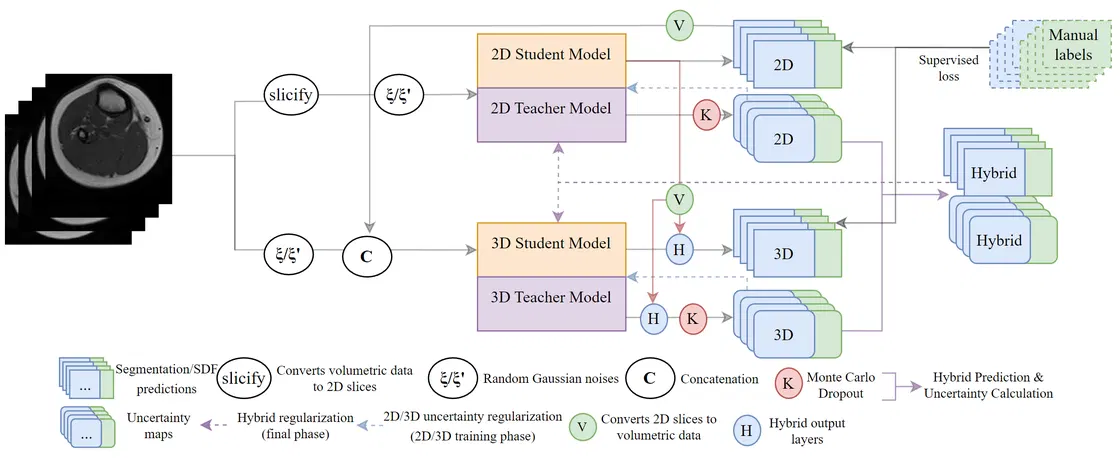 V
2D
Manual
labels
Supervised
loss
slicify
ξ/ξ'
2D Student Model
2D Teacher Model
K
2D
Hybrid
Hybrid
V
ξ/ξ'
C
3D Student Model
3D Teacher Model
H
3D
H
K
3D
...
Segmentation/SDF
predictions
slicify
Converts volumetric data
to 2D slices
ξ/ξ'
Random Gaussian noises
C
Concatenation
K
Monte Carlo
Dropout
Hybrid Prediction &
Uncertainty Calculation
...
Uncertainty
maps
Hybrid regularization
(final phase)
2D/3D uncertainty regularization
(2D/3D training phase)
V
Converts 2D slices to
volumetric data
H
Hybrid output
layers